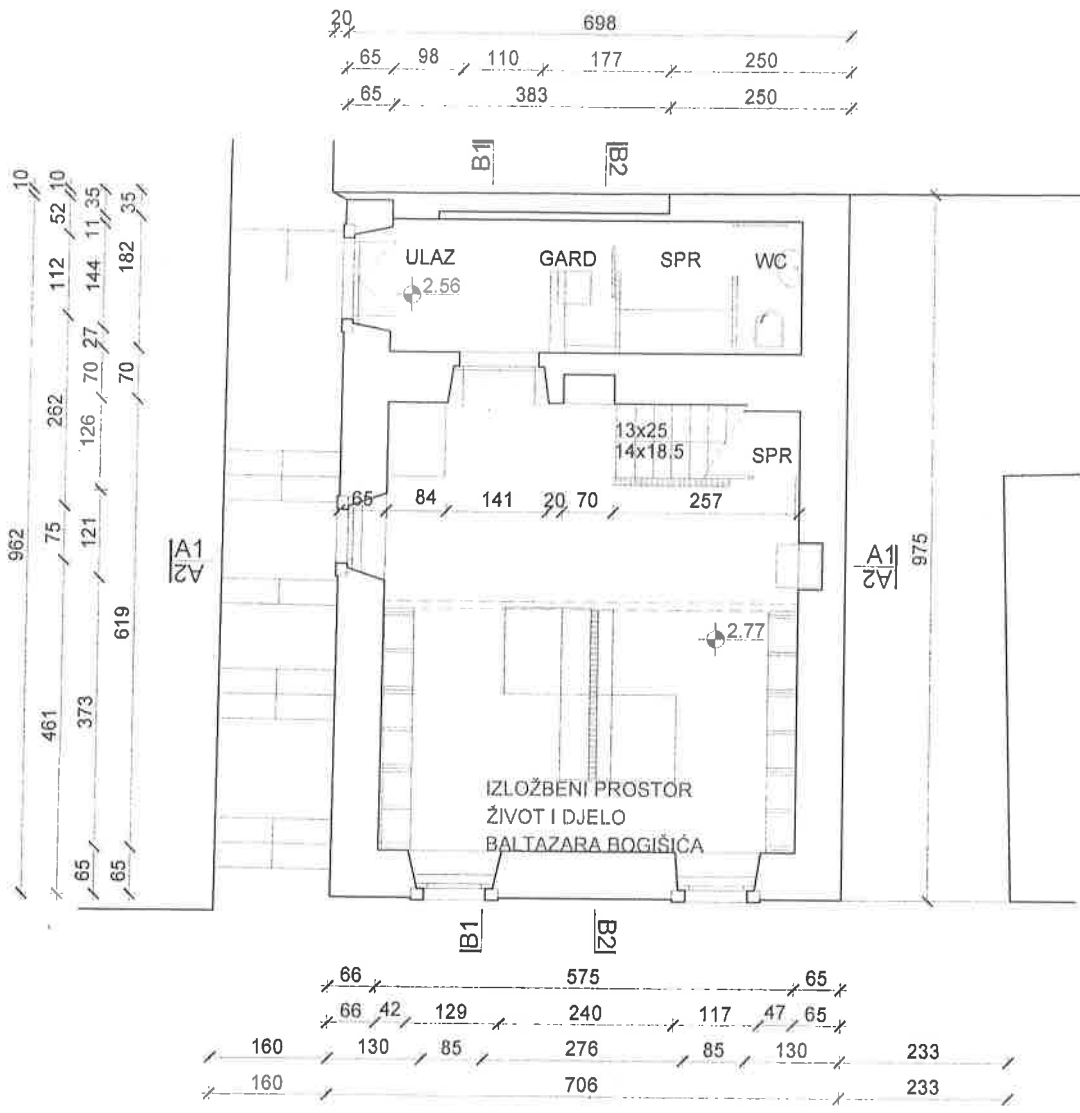 20 698
65 98 110 177 250
65 383 250
B1 B2
10 10 35 35
52 11
112 144 182
27
262 70 70
126
962 75 121 619
461 373
65 65
ULAZ GARD SPR WC
2.56
13x25
14x18.5
SPR
65 84 141 20 70 257
A1
A2
A1
A2
975
2.77
IZLOŽBENI PROSTOR
ŽIVOT I DJELO
BALTAZARA BOGIŠIĆA
B1 B2
66 575 65
66 42 129 240 117 47 65
160 130 85 276 85 130 233
160 706 233